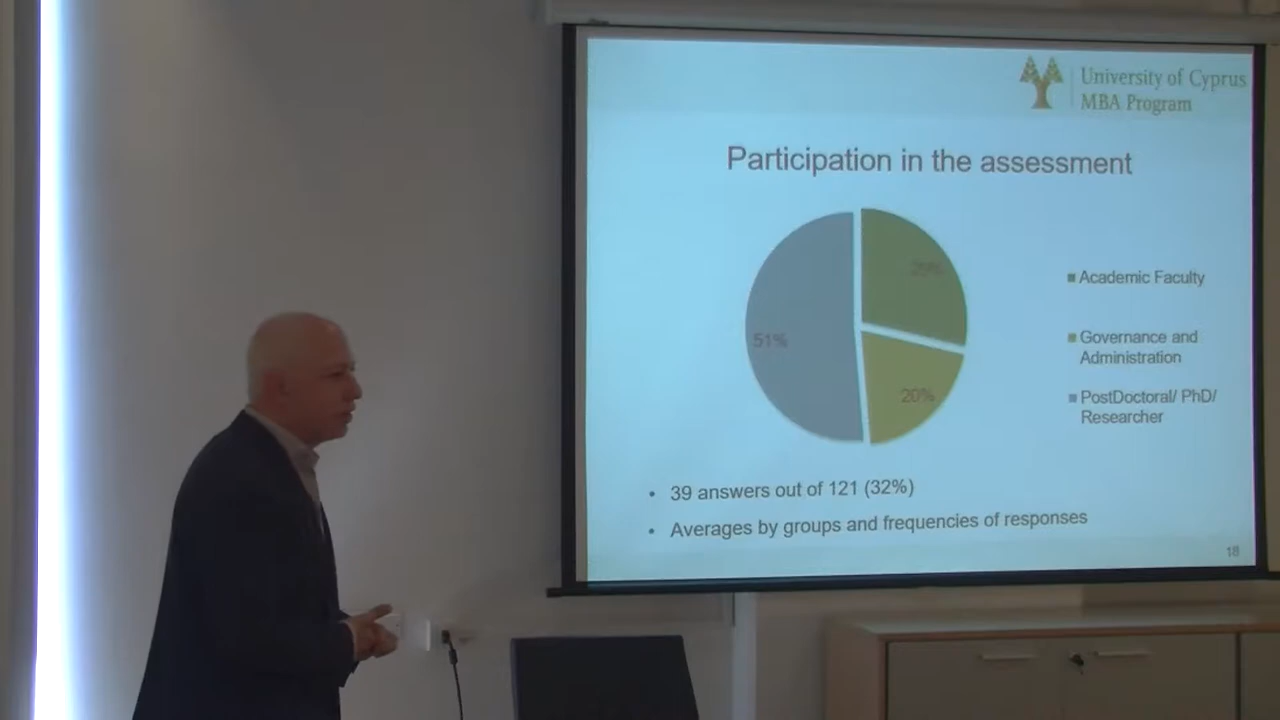 University of Cyprus
MBA Program
Participation in the assessment
29%
51%
20%
Academic Faculty
Governance and
Administration
PostDoctoral/ PhD/
Researcher
• 39 answers out of 121 (32%)
• Averages by groups and frequencies of responses
18